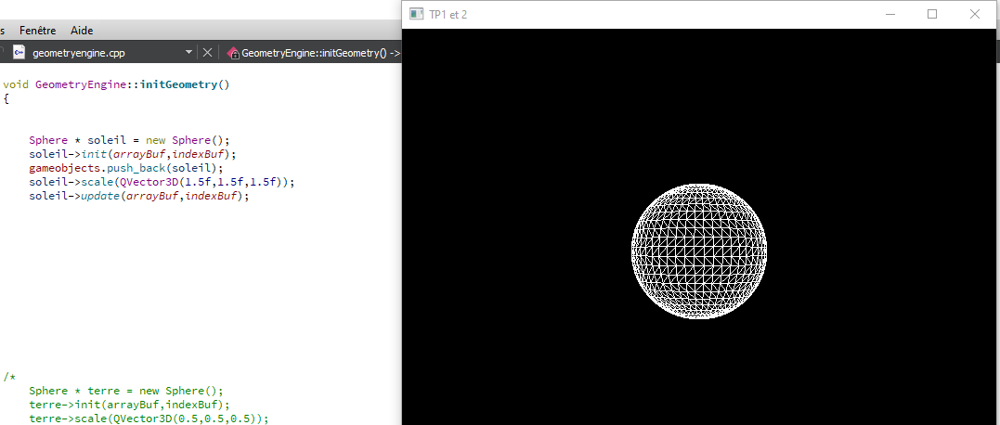 TP1 et 2
s Fenêtre Aide
geometryengine.cpp
GeometryEngine::initGeometry() ->
void GeometryEngine::initGeometry()
{
Sphere * soleil = new Sphere();
soleil->init(arrayBuf,indexBuf);
gameobjects.push_back(soleil);
soleil->scale(QVector3D(1.5f,1.5f,1.5f));
soleil->update(arrayBuf,indexBuf);
/*
Sphere * terre = new Sphere();
terre->init(arrayBuf,indexBuf);
terre->scale(QVector3D(0.5,0.5,0.5));